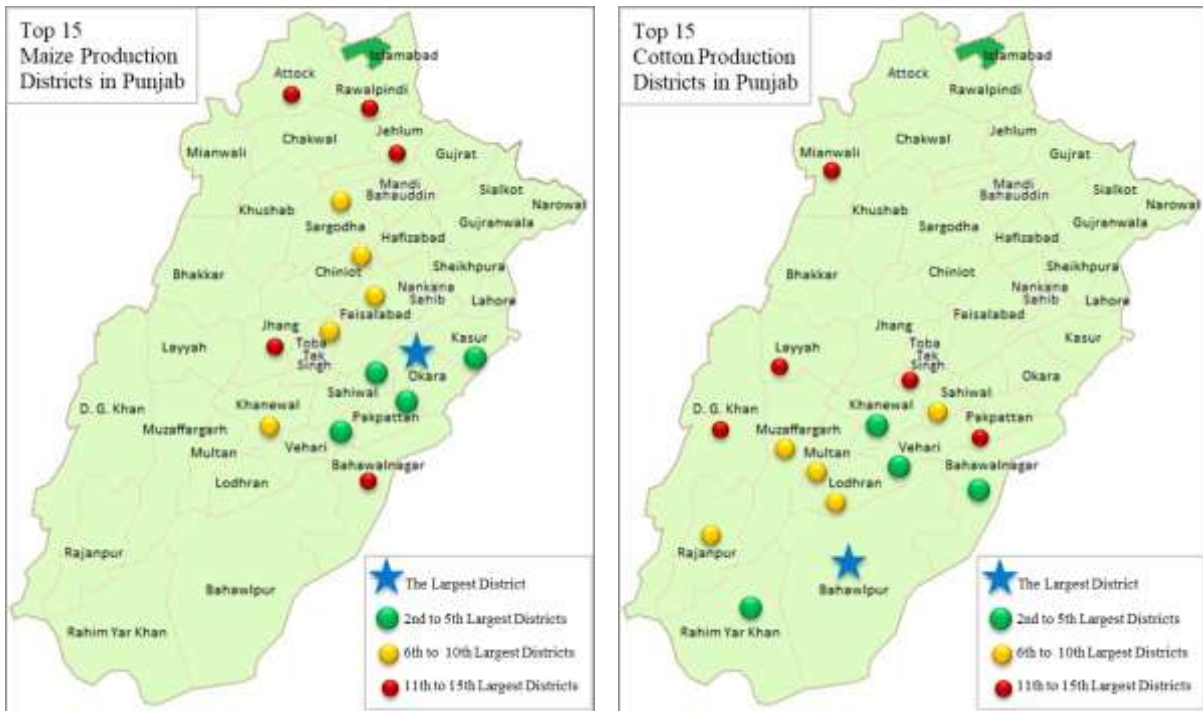 Top 15
Maize Production
Districts in Punjab
Islamabad
Attock
Rawalpindi
Jehlum
Chakwal
Gujrat
Mianwali
Mandi
Bahauddin
Sialkot
Narowal
Khushab
Sargodha
Gujranwala
Hafizabad
Sheikhpura
Bhakkar
Chiniot
Nankana
Sahib
Lahore
Faisalabad
Jhang
Kasur
Layyah
Toba
Tek
Singh
Okara
Sahiwal
D. G. Khan
Khanewal
Pakpattan
Muzaffargarh
Vehari
Multan
Bahawalnagar
Lodhran
Rajanpur
Bahawlpur
Rahim Yar Khan
The Largest District
2nd to 5th Largest Districts
6th to 10th Largest Districts
11th to 15th Largest Districts
Top 15
Cotton Production
Districts in Punjab
Islamabad
Attock
Rawalpindi
Jehlum
Chakwal
Gujrat
Mianwali
Mandi
Bahauddin
Sialkot
Narowal
Khushab
Sargodha
Gujranwala
Hafizabad
Sheikhpura
Bhakkar
Chiniot
Nankana
Sahib
Lahore
Faisalabad
Jhang
Kasur
Layyah
Toba
Tek
Singh
Okara
Sahiwal
D. G. Khan
Khanewal
Pakpattan
Muzaffargarh
Vehari
Multan
Bahawalnagar
Lodhran
Rajanpur
Bahawlpur
Rahim Yar Khan
The Largest District
2nd to 5th Largest Districts
6th to 10th Largest Districts
11th to 15th Largest Districts